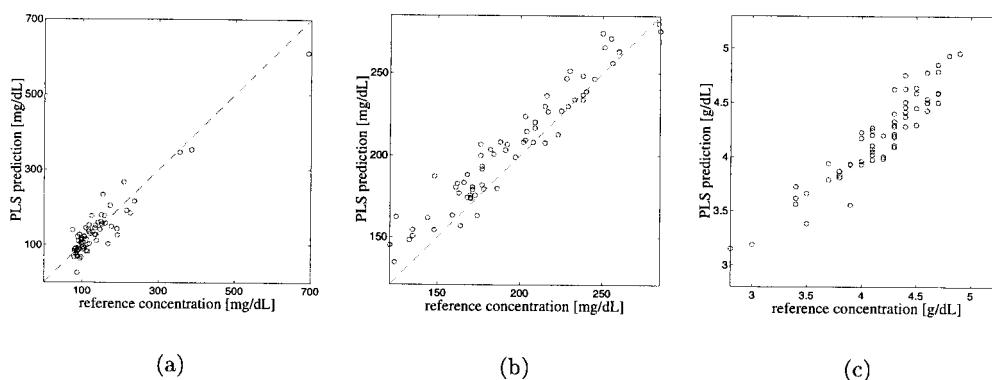 700
500
300
100
PLS prediction [mg/dL]
100 300 500 700
reference concentration [mg/dL]
(a)
250
200
150
PLS prediction [mg/dL]
150 200 250
reference concentration [mg/dL]
(b)
5
4.5
4
3.5
3
PLS prediction [g/dL]
3 3.5 4 4.5 5
reference concentration [g/dL]
(c)